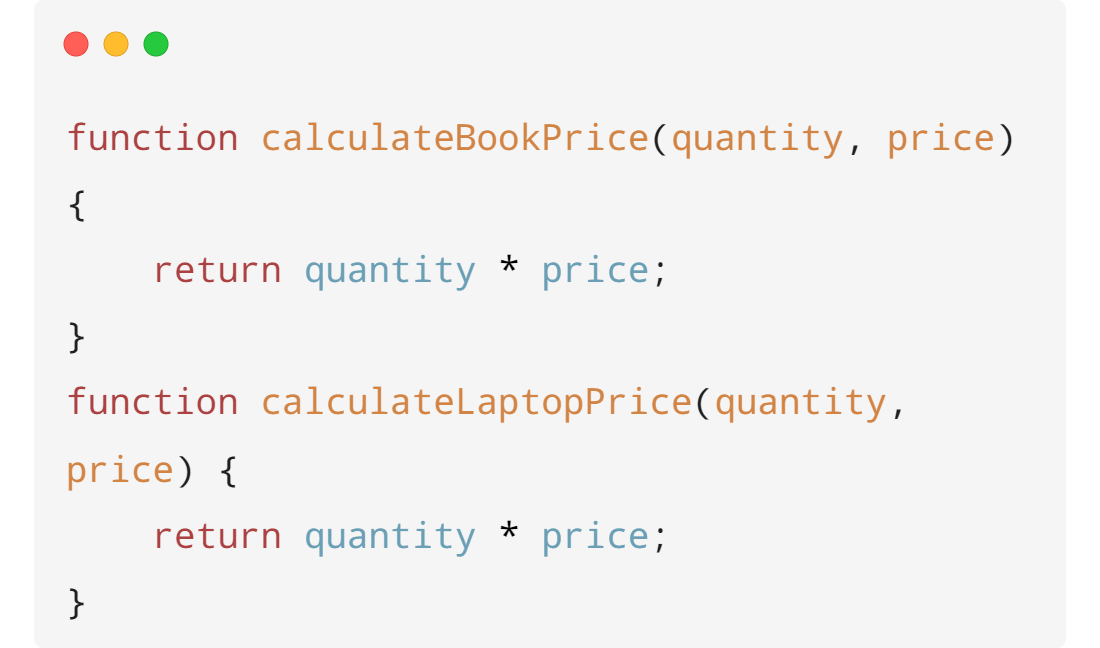 function calculateBookPrice(quantity, price)
{
    return quantity * price;
}
function calculateLaptopPrice(quantity,
price) {
    return quantity * price;
}